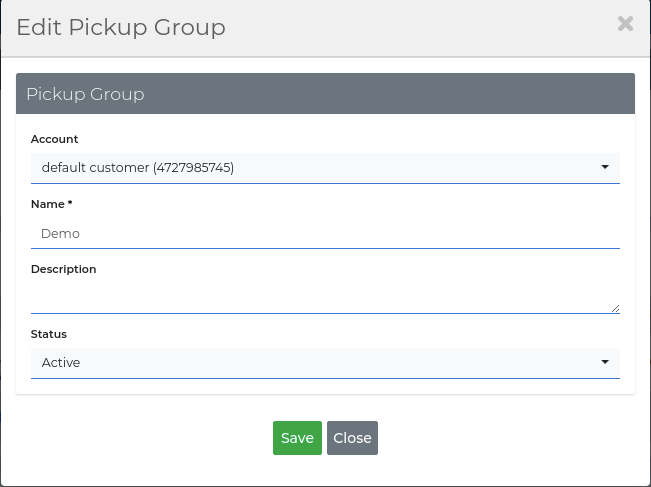 Edit Pickup Group
Pickup Group
Account
default customer (4727985745)
Name *
Demo
Description
Status
Active
Save Close